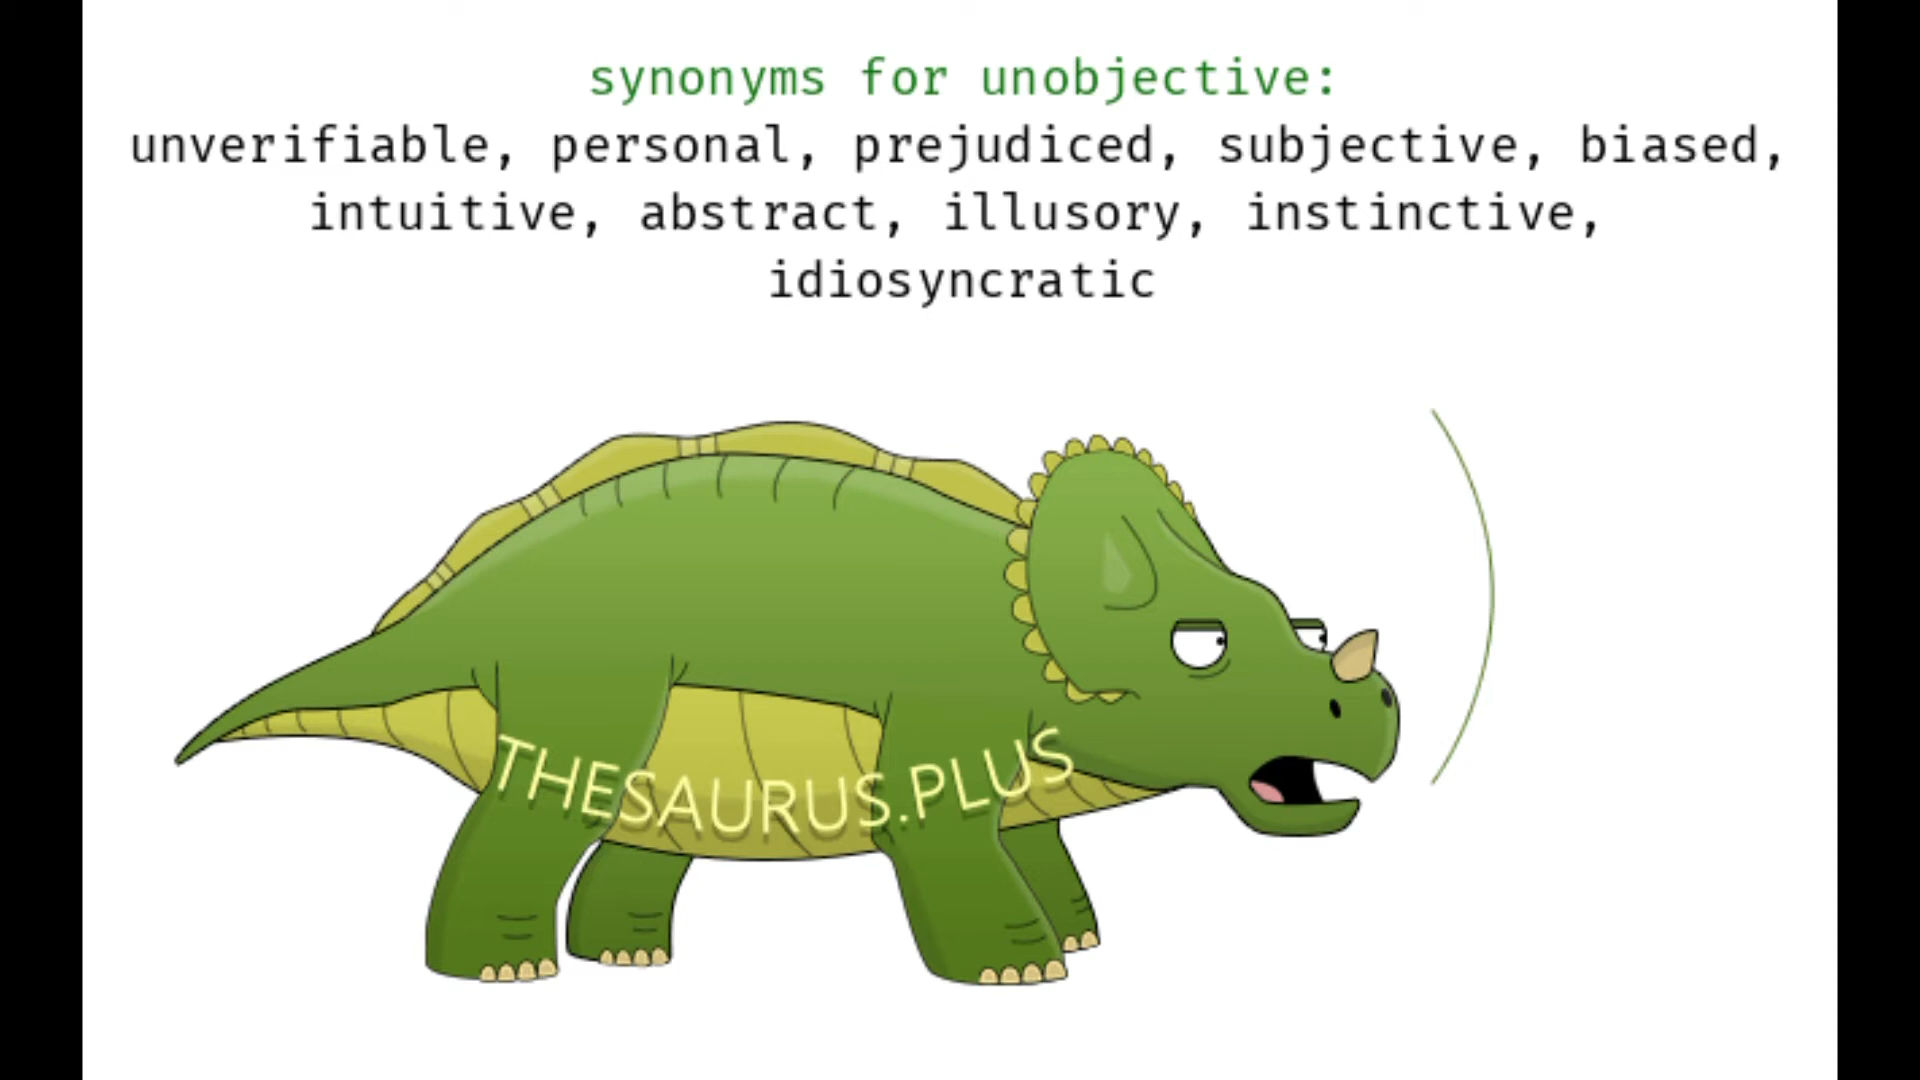 synonyms for unobjective:
unverifiable, personal, prejudiced, subjective, biased,
intuitive, abstract, illusory, instinctive,
idiosyncratic
THESAURUS.PLUS